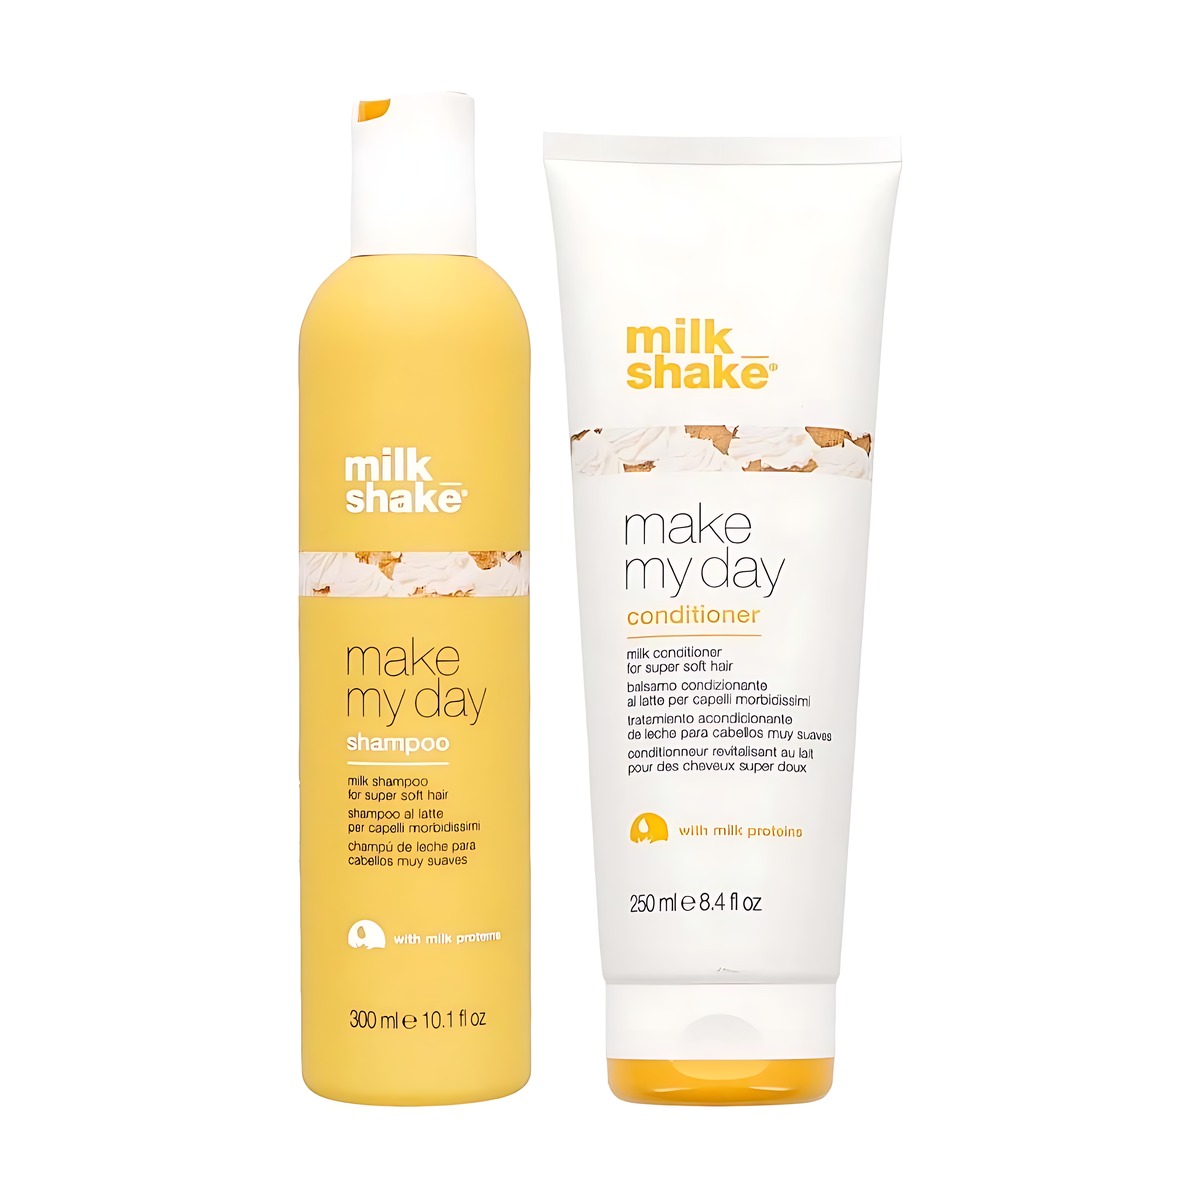 milk_
shake®
make
my day
shampoo
milk shampoo
for super soft hair
shampoo al latte
per capelli morbidissimi
champú de leche para
cabellos muy suaves
with milk proteins
300 ml e 10.1 fl oz
milk_
shake®
make
my day
conditioner
milk conditioner
for super soft hair
balsamo condizionante
al latte per capelli morbidissimi
tratamiento acondicionante
de leche para cabellos muy suaves
conditionneur revitalisant au lait
pour des cheveux super doux
with milk proteins
250 ml e 8.4 fl oz